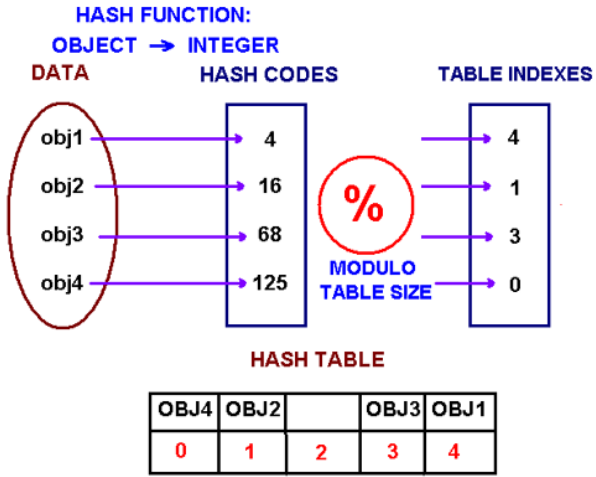 HASH FUNCTION:
OBJECT → INTEGER
DATA HASH CODES TABLE INDEXES
obj1 4 4
obj2 16 % 1
obj3 68 3
obj4 125 0
MODULO
TABLE SIZE
HASH TABLE
OBJ4 OBJ2 OBJ3 OBJ1
0 1 2 3 4